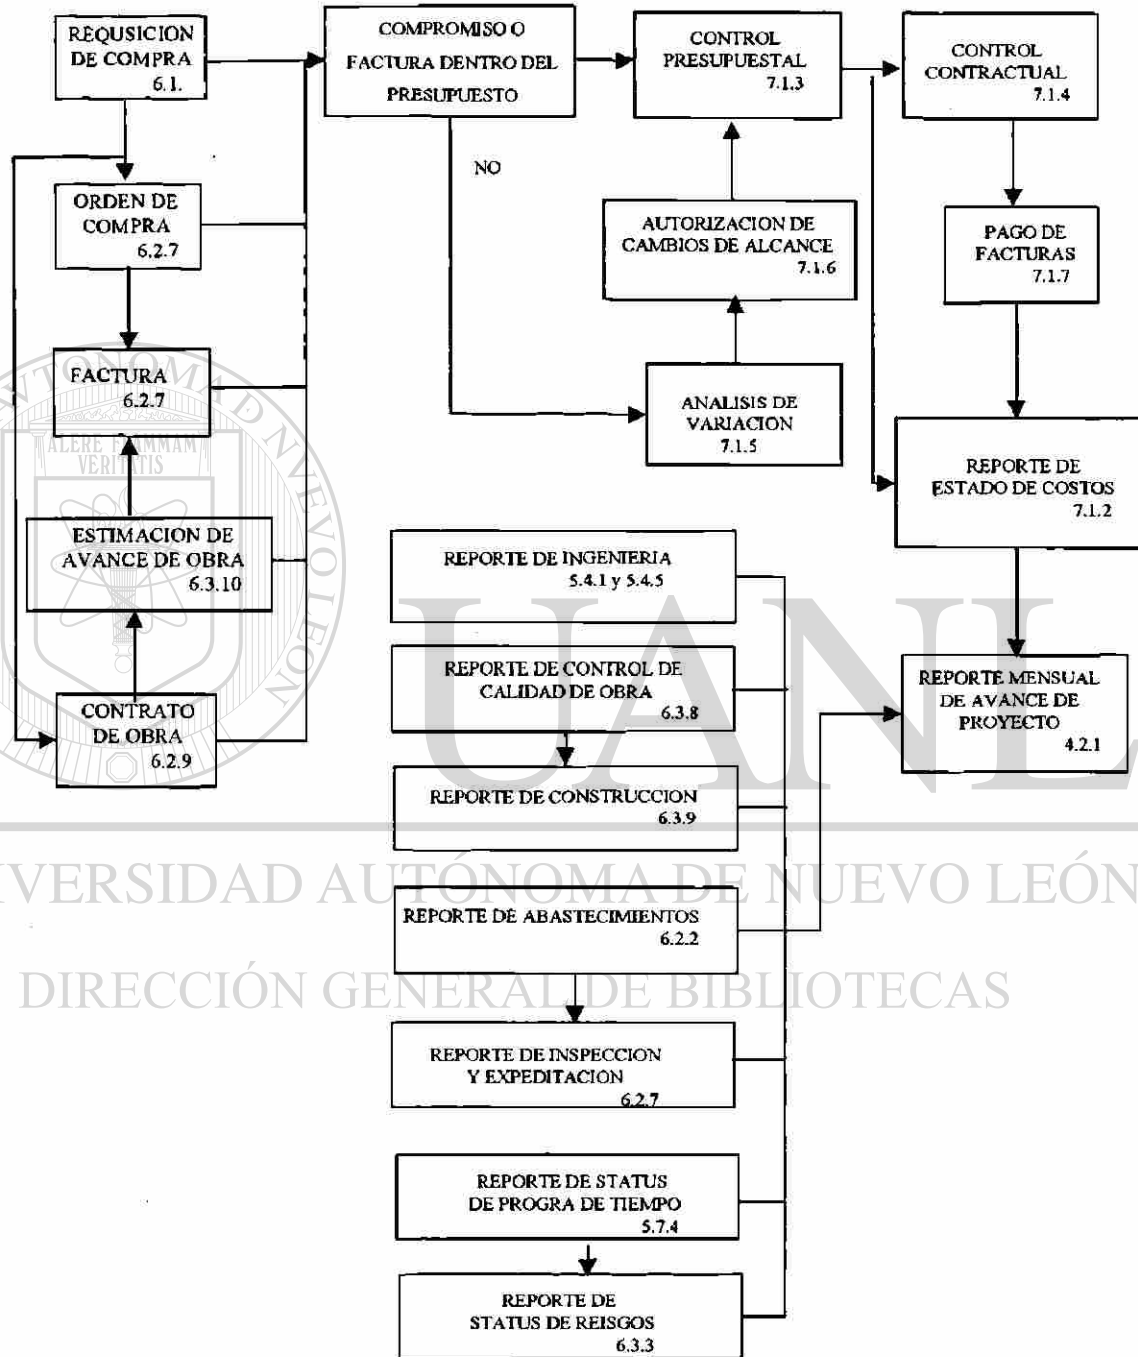 REQUSICION
DE COMPRA
6.1.
COMPROMISO O
FACTURA DENTRO DEL
PRESUPUESTO
CONTROL
PRESUPUESTAL
7.1.3
CONTROL
CONTRACTUAL
7.1.4
NO
ORDEN DE
COMPRA
6.2.7
AUTORIZACION DE
CAMBIOS DE ALCANCE
7.1.6
PAGO DE
FACTURAS
7.1.7
FACTURA
6.2.7
ANALISIS DE
VARIACION
7.1.5
REPORTE DE
ESTADO DE COSTOS
7.1.2
ESTIMACION DE
AVANCE DE OBRA
6.3.10
REPORTE DE INGENIERIA
5.4.1 y 5.4.5
REPORTE DE CONTROL DE
CALIDAD DE OBRA
6.3.8
REPORTE MENSUAL
DE AVANCE DE
PROYECTO
4.2.1
CONTRATO
DE OBRA
6.2.9
REPORTE DE CONSTRUCCION
6.3.9
REPORTE DE ABASTECIMIENTOS
6.2.2
REPORTE DE INSPECCION
Y EXPEDITACION
6.2.7
REPORTE DE STATUS
DE PROGRA DE TIEMPO
5.7.4
REPORTE DE
STATUS DE REISGOS
6.3.3
AVTONOMA D NVEVO LEON
ALERE FLAMMAM
VERITATIS
UANL
VERSIDAD AUTÓNOMA DE NUEVO LEÓN
DIRECCIÓN GENERAL DE BIBLIOTECAS